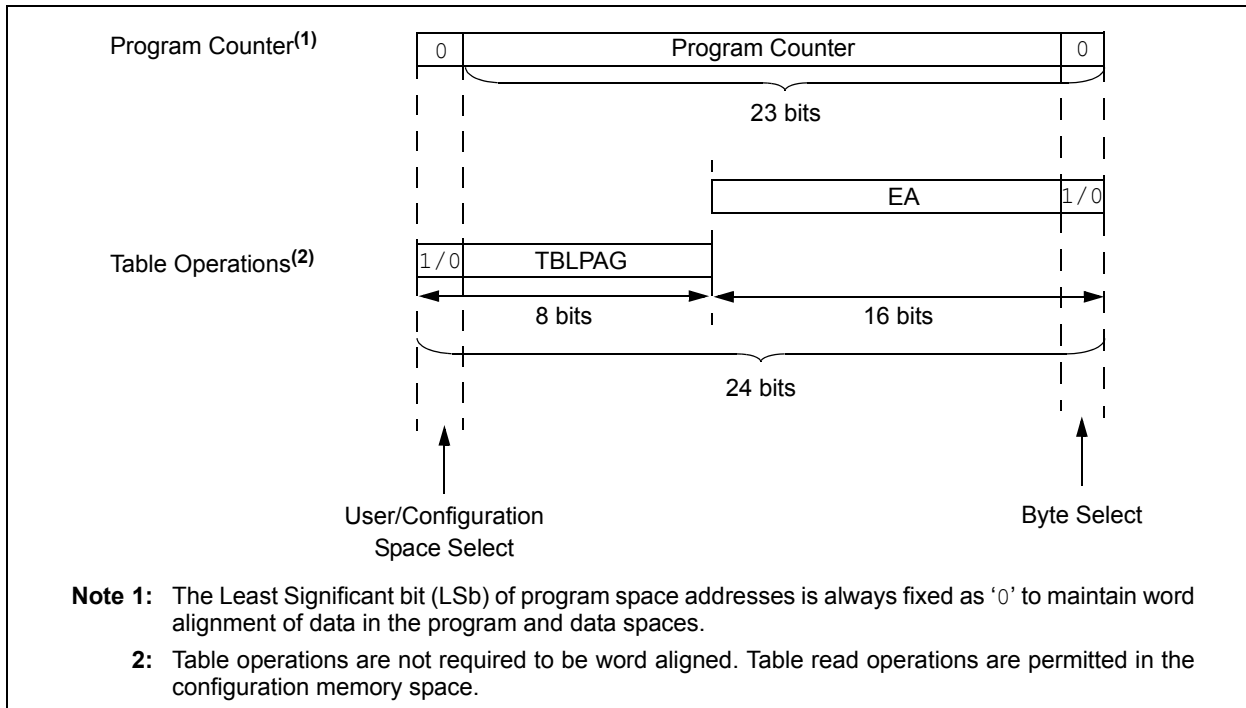 Program Counter(1)
0 Program Counter 0
23 bits
EA 1/0
Table Operations(2)
1/0 TBLPAG
8 bits 16 bits
24 bits
User/Configuration
Space Select
Byte Select
Note 1: The Least Significant bit (LSb) of program space addresses is always fixed as ‘0’ to maintain word
alignment of data in the program and data spaces.
2: Table operations are not required to be word aligned. Table read operations are permitted in the
configuration memory space.